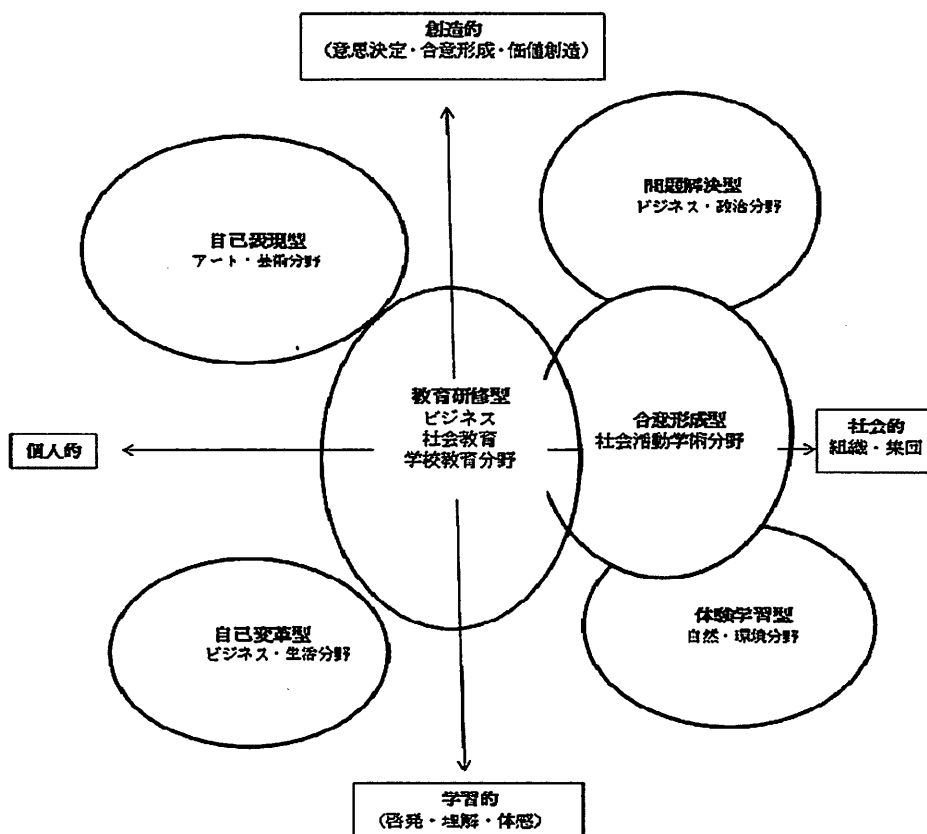 創造的
(意思決定・合意形成・価値創造)
問題解決型
ビジネス・政治分野
自己表現型
アート・芸術分野
教育研修型
ビジネス
社会教育
学校教育分野
合意形成型
社会活動学術分野
個人的
社会的
組織・集団
自己変革型
ビジネス・生活分野
体験学習型
自然・環境分野
学習的
(啓発・理解・体感)